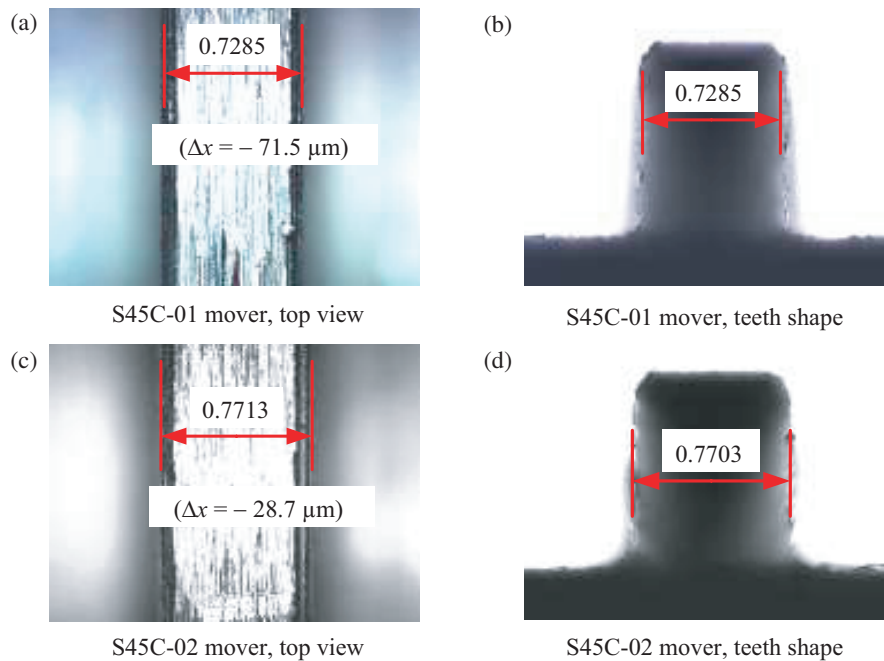 (a)
0.7285
(Δx = – 71.5 µm)
S45C-01 mover, top view
(b)
0.7285
S45C-01 mover, teeth shape
(c)
0.7713
(Δx = – 28.7 µm)
S45C-02 mover, top view
(d)
0.7703
S45C-02 mover, teeth shape